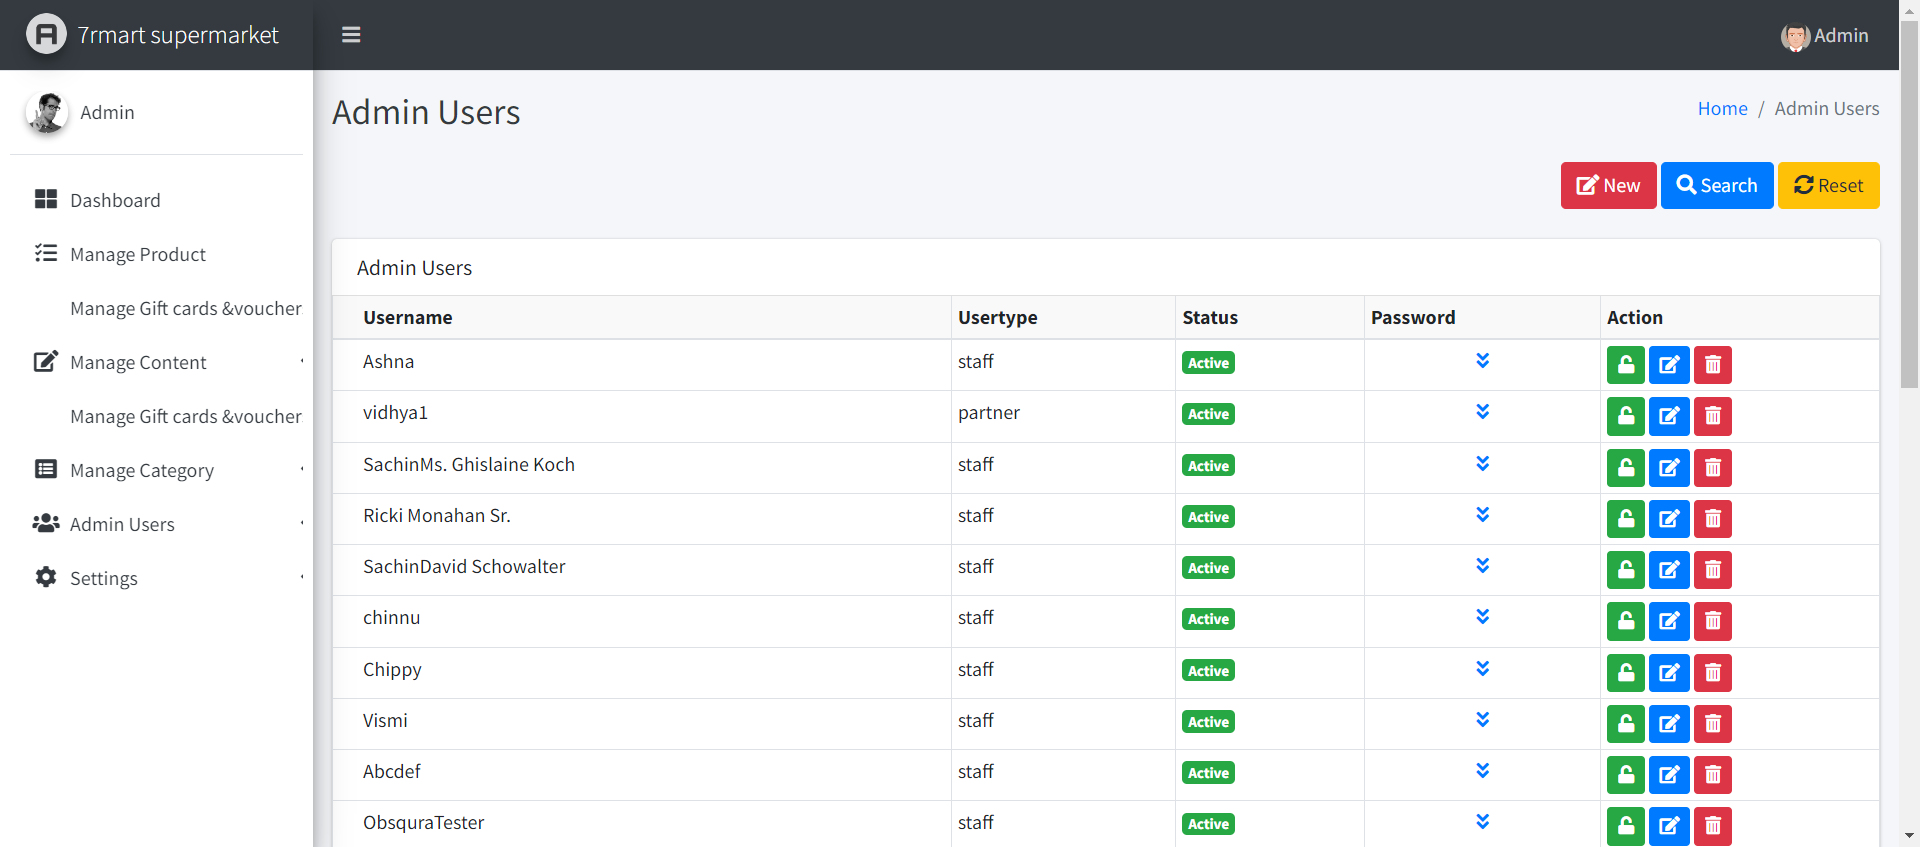 7rmart supermarket
Admin
Admin
Dashboard
Manage Product
Manage Gift cards &voucher
Manage Content
Manage Gift cards &voucher
Manage Category
Admin Users
Settings
Admin Users
Home / Admin Users
New Search Reset
Admin Users
Username Usertype Status Password Action
Ashna staff Active
vidhya1 partner Active
SachinMs. Ghislaine Koch staff Active
Ricki Monahan Sr. staff Active
SachinDavid Schowalter staff Active
chinnu staff Active
Chippy staff Active
Vismi staff Active
Abcdef staff Active
ObsquraTester staff Active